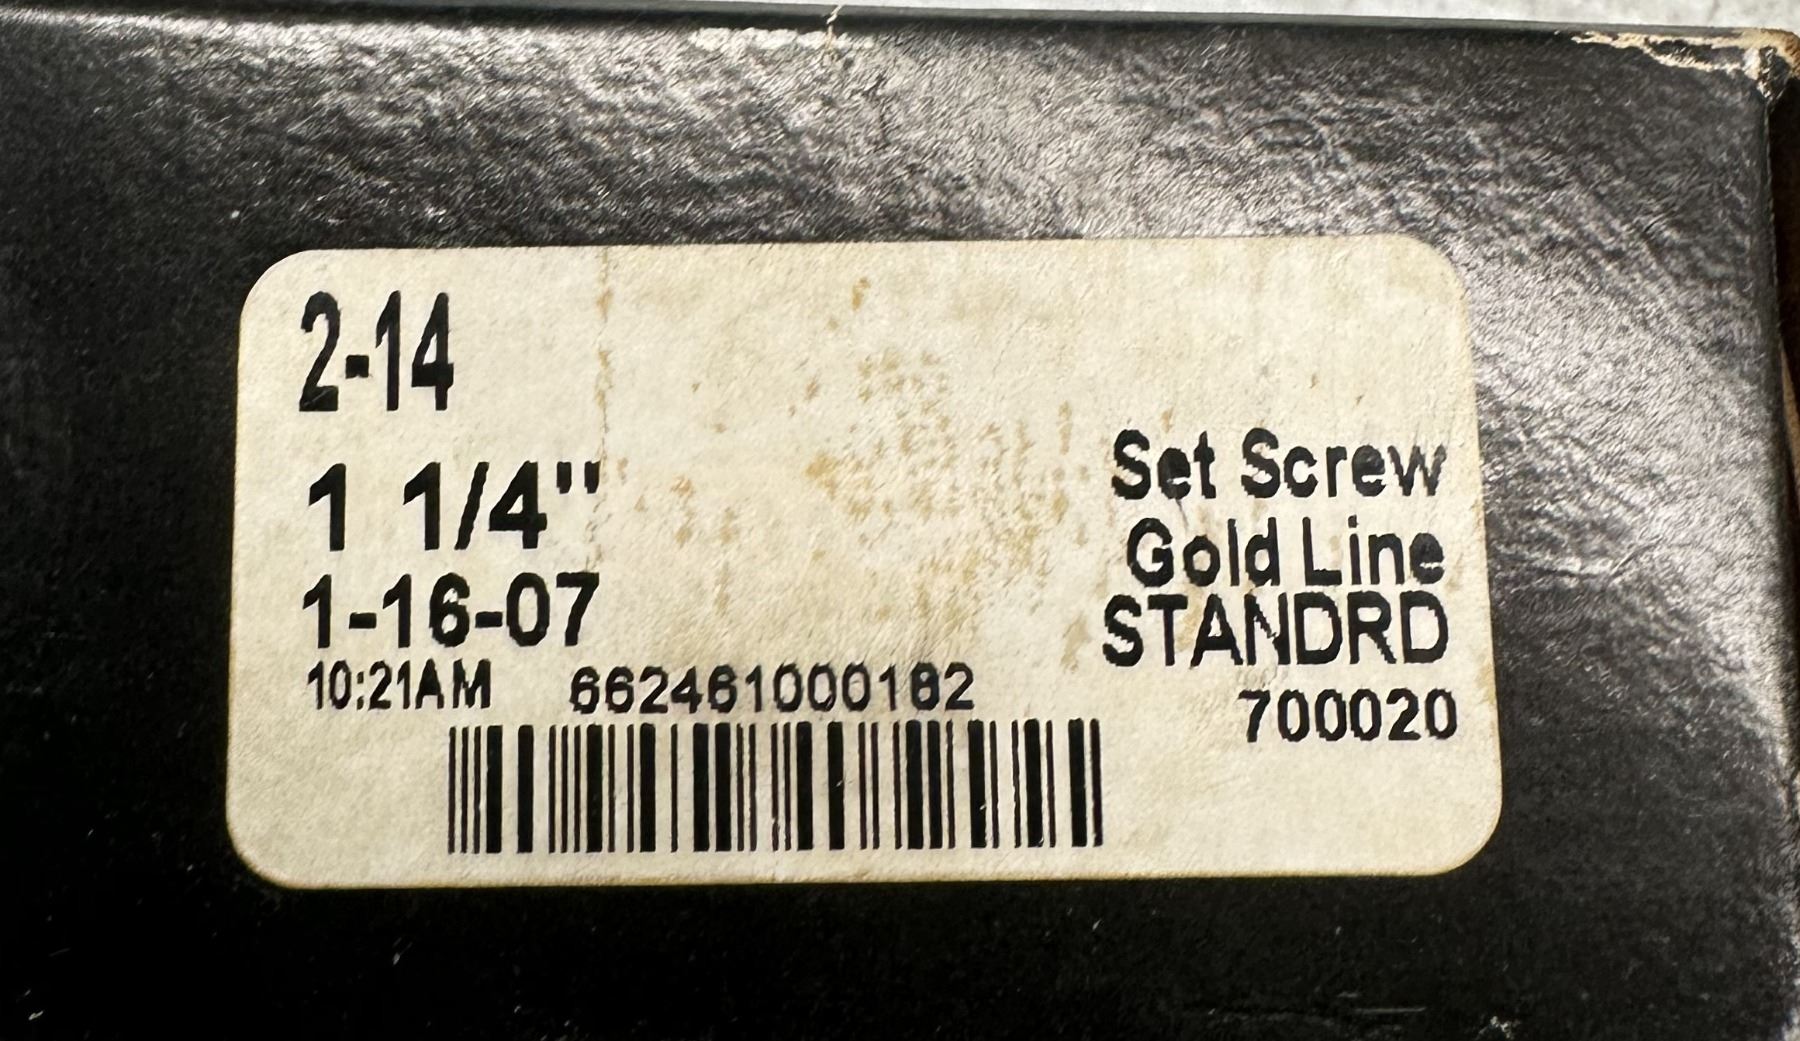 2-14
1 1/4"
1-16-07
10:21AM
662461000182
Set Screw
Gold Line
STANDRD
700020